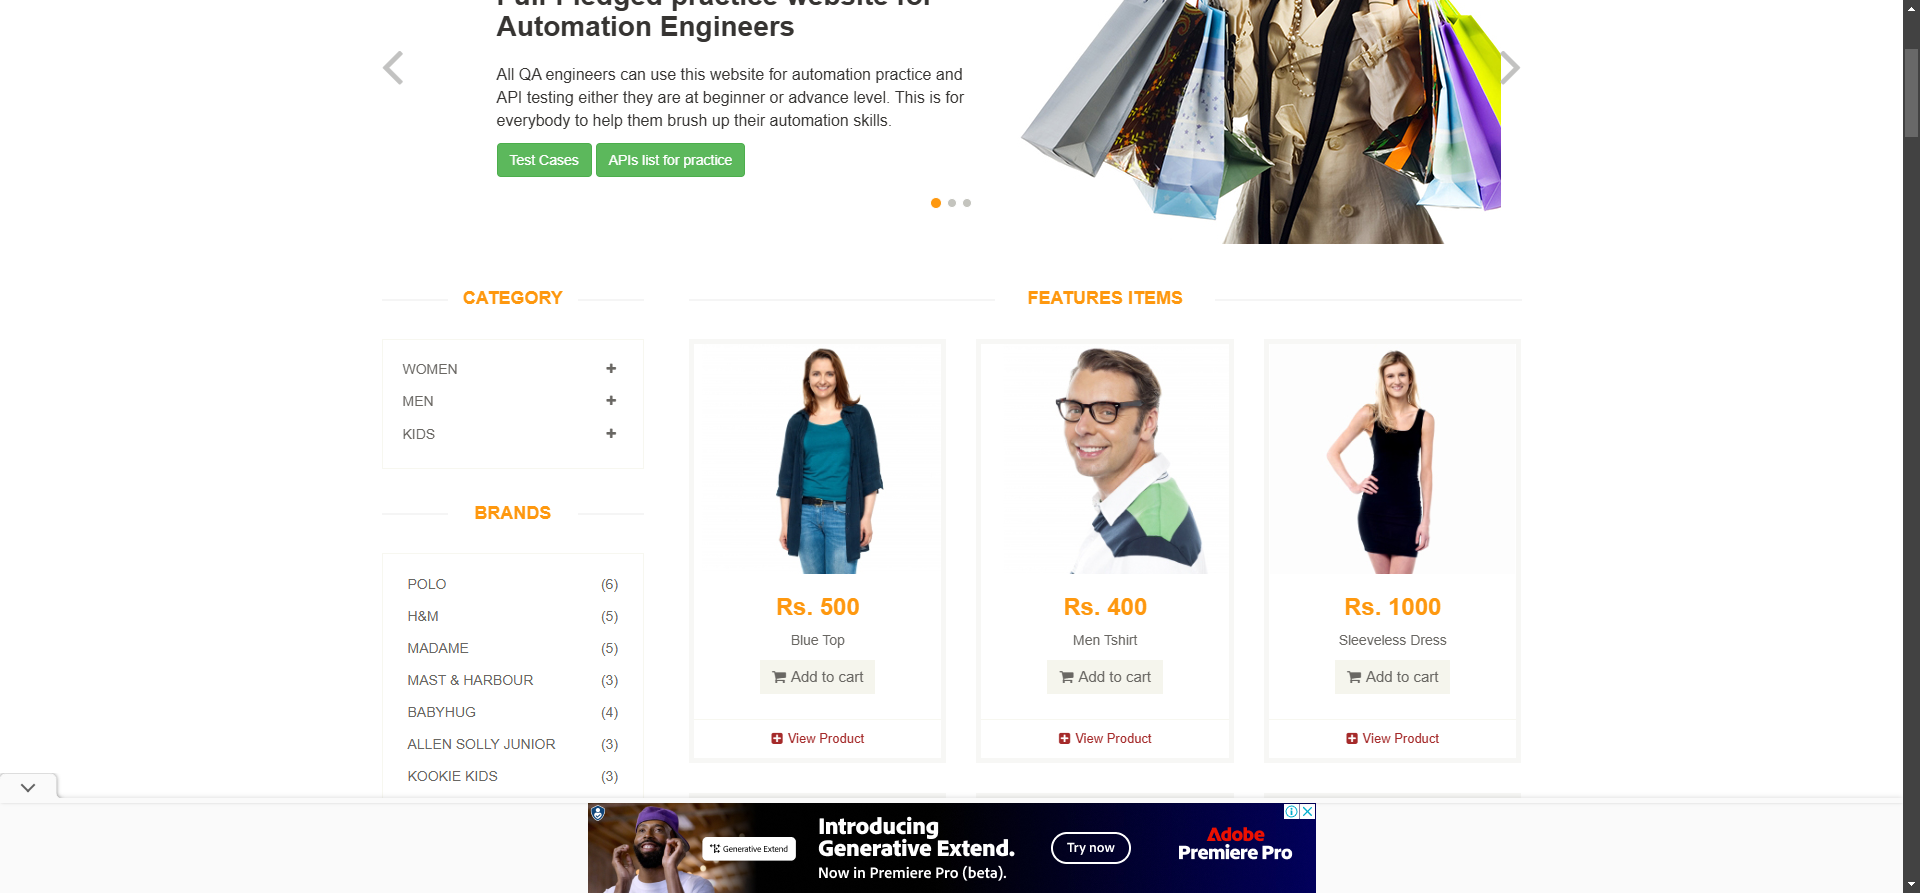 Full-Fledged practice website for
Automation Engineers
All QA engineers can use this website for automation practice and
API testing either they are at beginner or advance level. This is for
everybody to help them brush up their automation skills.
Test Cases
APIs list for practice
CATEGORY
WOMEN
MEN
KIDS
BRANDS
POLO (6)
H&M (5)
MADAME (5)
MAST & HARBOUR (3)
BABYHUG (4)
ALLEN SOLLY JUNIOR (3)
KOOKIE KIDS (3)
FEATURES ITEMS
Rs. 500
Blue Top
Add to cart
View Product
Rs. 400
Men Tshirt
Add to cart
View Product
Rs. 1000
Sleeveless Dress
Add to cart
View Product
Generative Extend
Introducing
Generative Extend.
Now in Premiere Pro (beta).
Try now
Adobe
Premiere Pro